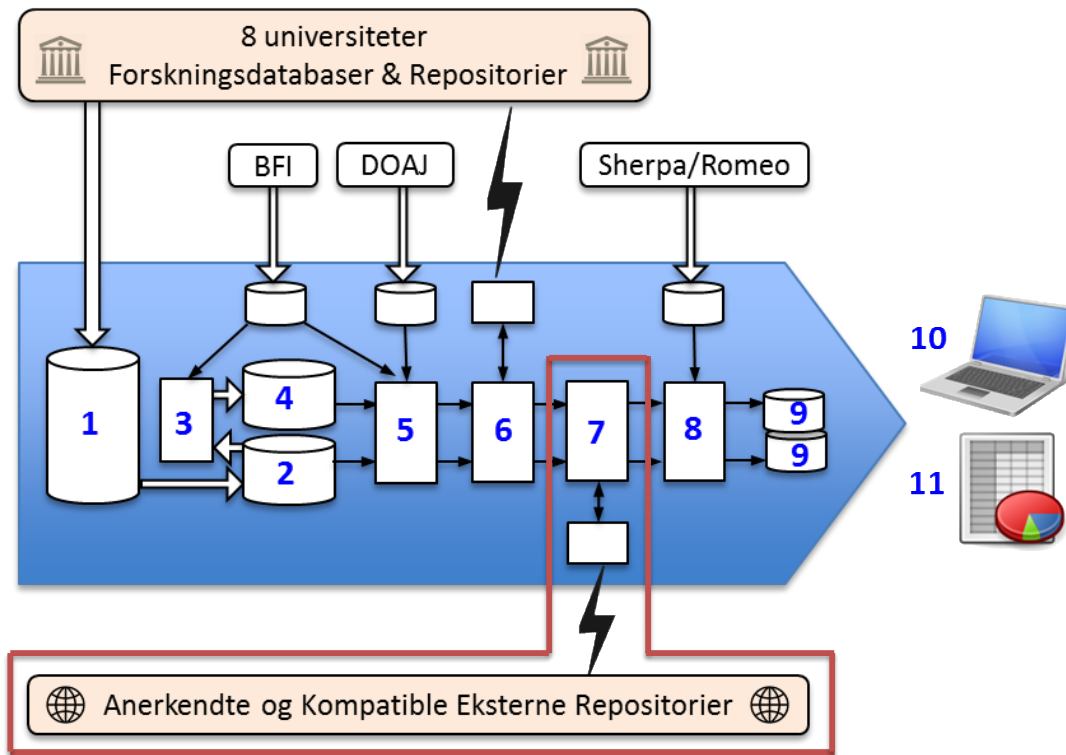 8 universiteter
Forskningsdatabaser & Repositorier
BFI
DOAJ
Sherpa/Romeo
1
3
4
2
5
6
7
8
9
9
10
11
Anerkendte og Kompatible Eksterne Repositorier